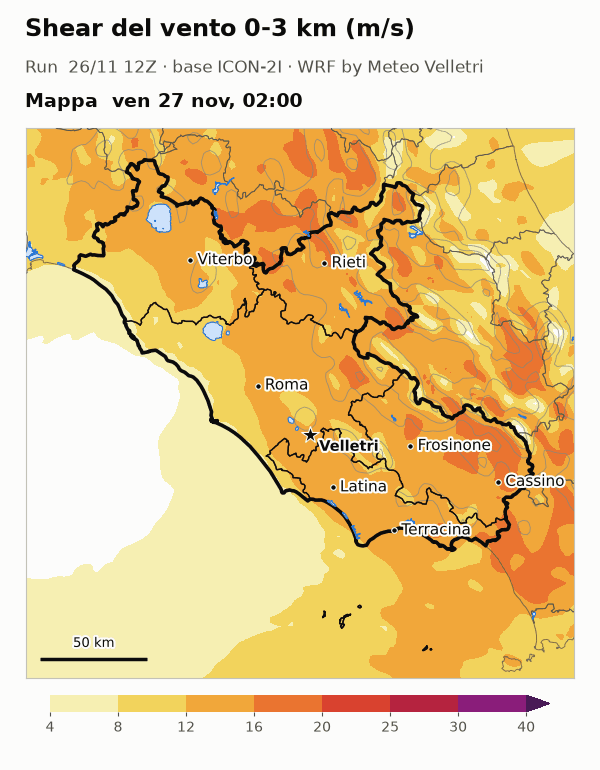 Shear del vento 0-3 km (m/s)
Run  26/11 12Z · base ICON-2I · WRF by Meteo Velletri
Mappa  ven 27 nov, 02:00
Viterbo
Rieti
Roma
Velletri
Frosinone
Latina
Cassino
Terracina
50 km
4 8 12 16 20 25 30 40